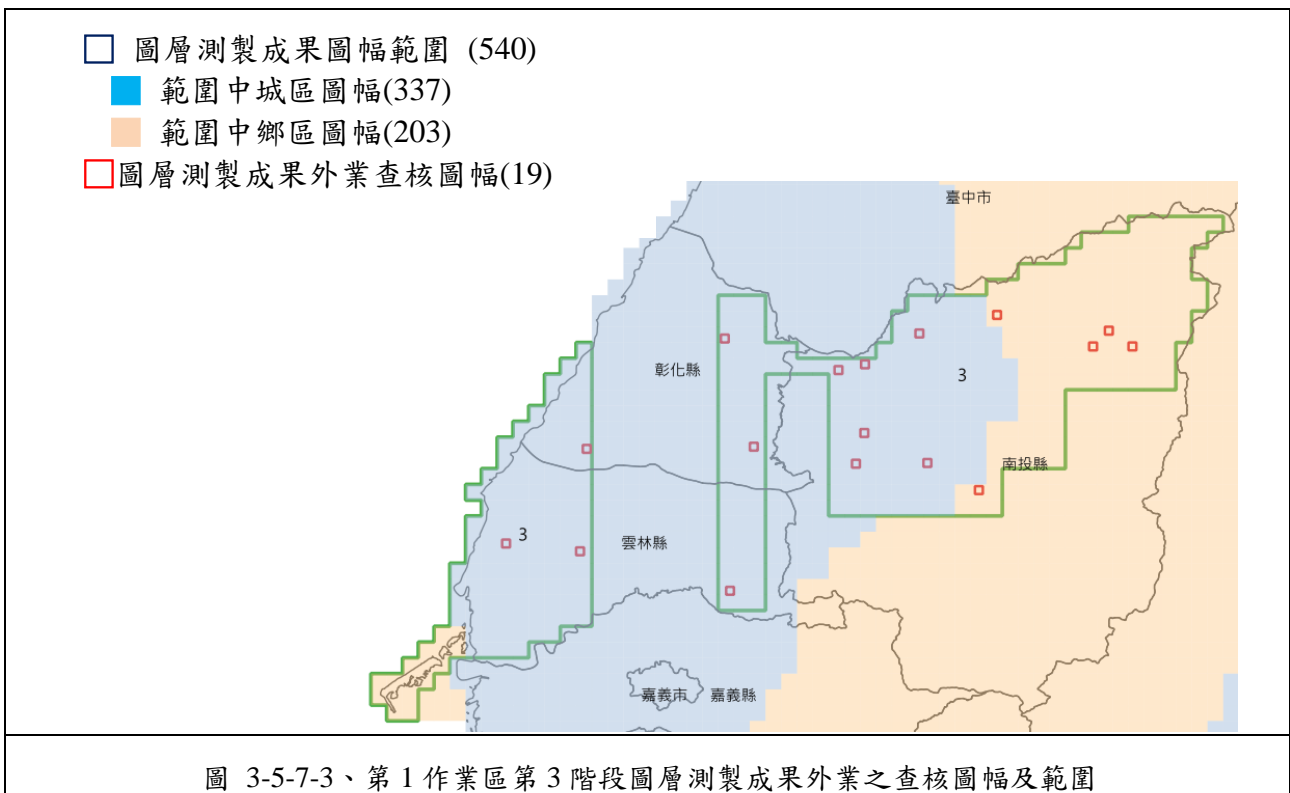 圖層測製成果圖幅範圍 (540)
範圍中城區圖幅(337)
範圍中鄉區圖幅(203)
圖層測製成果外業查核圖幅(19)
臺中市
彰化縣
3
南投縣
3
雲林縣
嘉義市
嘉義縣
圖 3-5-7-3、第 1 作業區第 3 階段圖層測製成果外業之查核圖幅及範圍